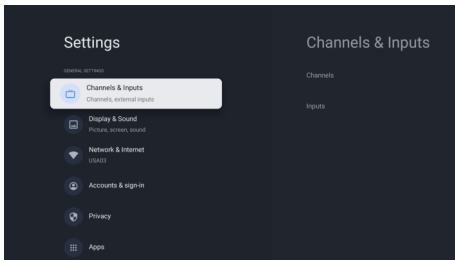 Settings
GENERAL SETTINGS
Channels & Inputs
Channels, external inputs
Display & Sound
Picture, screen, sound
Network & Internet
USA03
Accounts & sign-in
Privacy
Apps
Channels & Inputs
Channels
Inputs